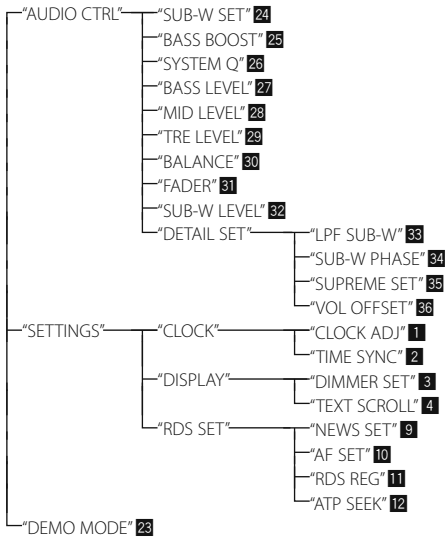 “AUDIO CTRL” “SUB-W SET” 24
“BASS BOOST” 25
“SYSTEM Q” 26
“BASS LEVEL” 27
“MID LEVEL” 28
“TRE LEVEL” 29
“BALANCE” 30
“FADER” 31
“SUB-W LEVEL” 32
“DETAIL SET” “LPF SUB-W” 33
“SUB-W PHASE” 34
“SUPREME SET” 35
“VOL OFFSET” 36
“SETTINGS” “CLOCK” “CLOCK ADJ” 1
“TIME SYNC” 2
“DISPLAY” “DIMMER SET” 3
“TEXT SCROLL” 4
“RDS SET” “NEWS SET” 9
“AF SET” 10
“RDS REG” 11
“ATP SEEK” 12
“DEMO MODE” 23